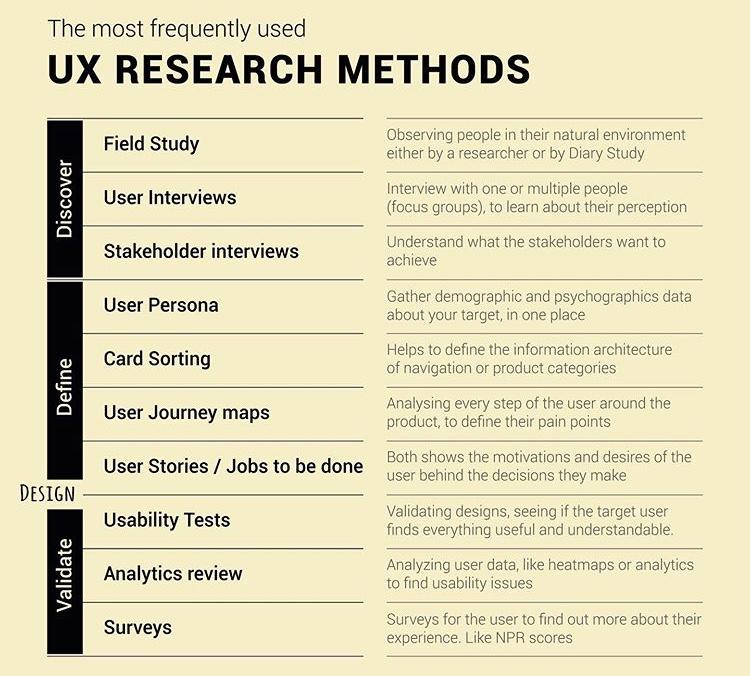 The most frequently used
UX RESEARCH METHODS
Discover
Field Study
Observing people in their natural environment
either by a researcher or by Diary Study
User Interviews
Interview with one or multiple people
(focus groups), to learn about their perception
Stakeholder interviews
Understand what the stakeholders want to
achieve
Define
User Persona
Gather demographic and psychographics data
about your target, in one place
Card Sorting
Helps to define the information architecture
of navigation or product categories
User Journey maps
Analysing every step of the user around the
product, to define their pain points
User Stories / Jobs to be done
Both shows the motivations and desires of the
user behind the decisions they make
DESIGN
Validate
Usability Tests
Validating designs, seeing if the target user
finds everything useful and understandable.
Analytics review
Analyzing user data, like heatmaps or analytics
to find usability issues
Surveys
Surveys for the user to find out more about their
experience. Like NPR scores